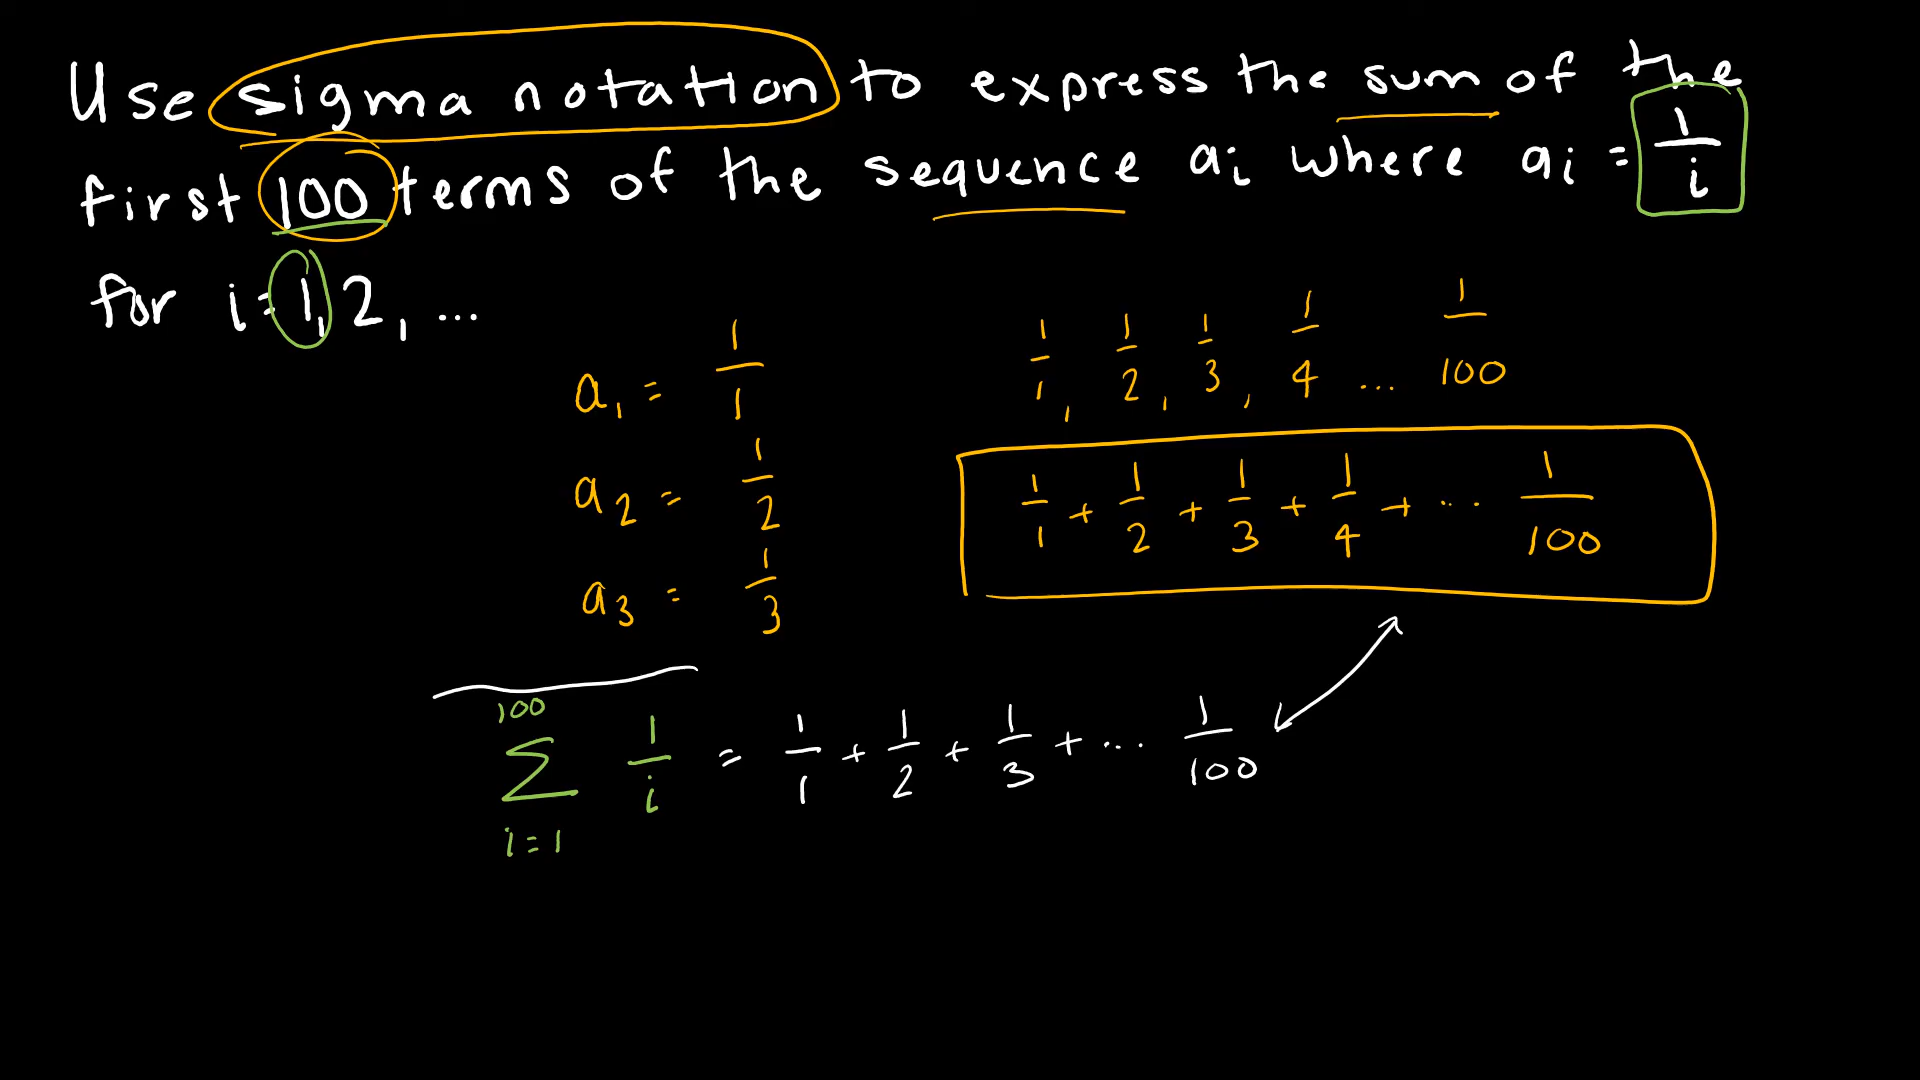 Use sigma notation to express the sum of the
first 100 terms of the sequence ai where ai = 1/i
for i=1,2, ...
a1 = 1/1
a2 = 1/2
a3 = 1/3
1/1, 1/2, 1/3, 1/4 ... 1/100
1/1 + 1/2 + 1/3 + 1/4 + ... 1/100
100
∑ 1/i = 1/1 + 1/2 + 1/3 + ... 1/100
i=1